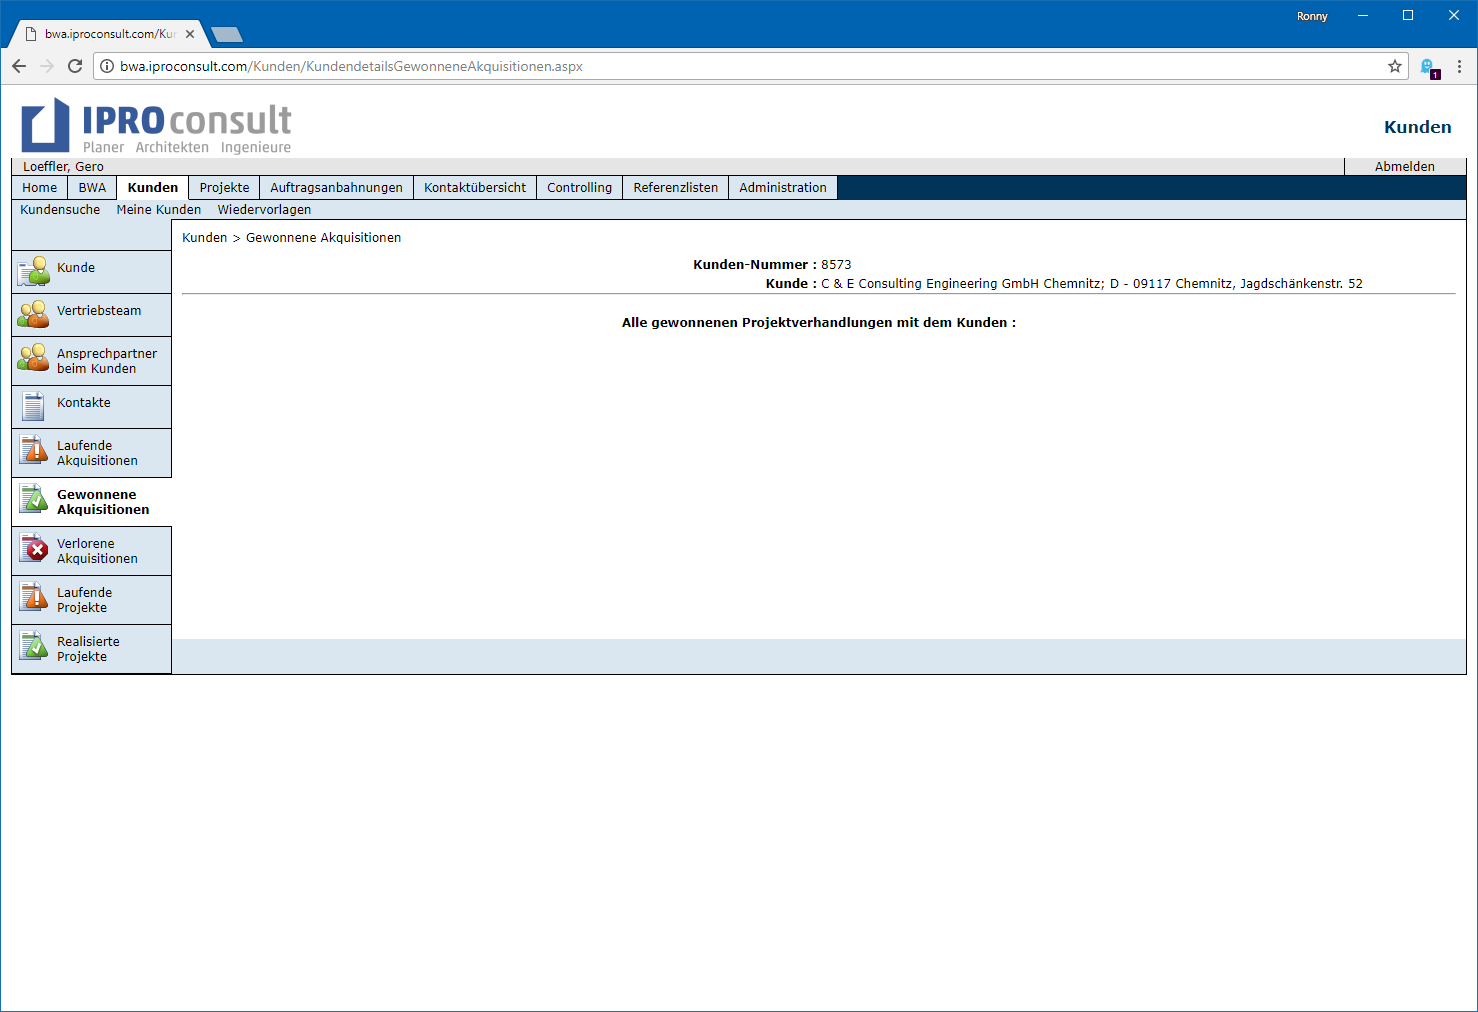 Ronny
bwa.iproconsult.com/Kun
bwa.iproconsult.com/Kunden/KundendetailsGewonneneAkquisitionen.aspx
1
IPROconsult
Planer Architekten Ingenieure
Kunden
Loeffler, Gero
Abmelden
Home BWA Kunden Projekte Auftragsanbahnungen Kontaktübersicht Controlling Referenzlisten Administration
Kundensuche Meine Kunden Wiedervorlagen
Kunden > Gewonnene Akquisitionen
Kunden-Nummer : 8573
Kunde : C & E Consulting Engineering GmbH Chemnitz; D - 09117 Chemnitz, Jagdschänkenstr. 52
Alle gewonnenen Projektverhandlungen mit dem Kunden :
Kunde
Vertriebsteam
Ansprechpartner
beim Kunden
Kontakte
Laufende
Akquisitionen
Gewonnene
Akquisitionen
Verlorene
Akquisitionen
Laufende
Projekte
Realisierte
Projekte